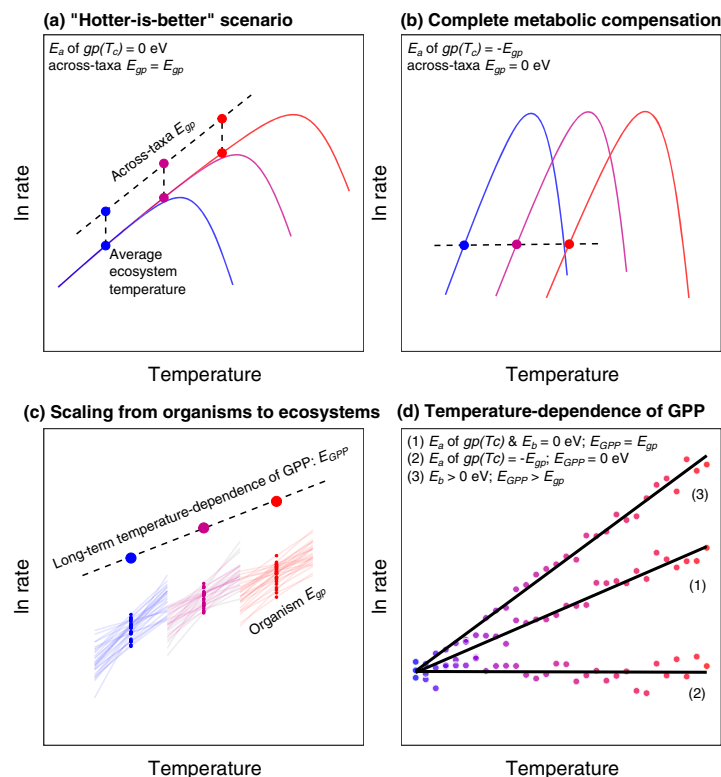 (a) "Hotter-is-better" scenario
E_a of gp(T_c) = 0 eV
across-taxa E_gp = E_gp
Across-taxa E_gp
Average
ecosystem
temperature
ln rate
Temperature
(b) Complete metabolic compensation
E_a of gp(T_c) = -E_gp
across-taxa E_gp = 0 eV
ln rate
Temperature
(c) Scaling from organisms to ecosystems
Long-term temperature-dependence of GPP: E_GPP
Organism E_gp
ln rate
Temperature
(d) Temperature-dependence of GPP
(1) E_a of gp(Tc) & E_b = 0 eV; E_GPP = E_gp
(2) E_a of gp(Tc) = -E_gp; E_GPP = 0 eV
(3) E_b > 0 eV; E_GPP > E_gp
(3)
(1)
(2)
ln rate
Temperature